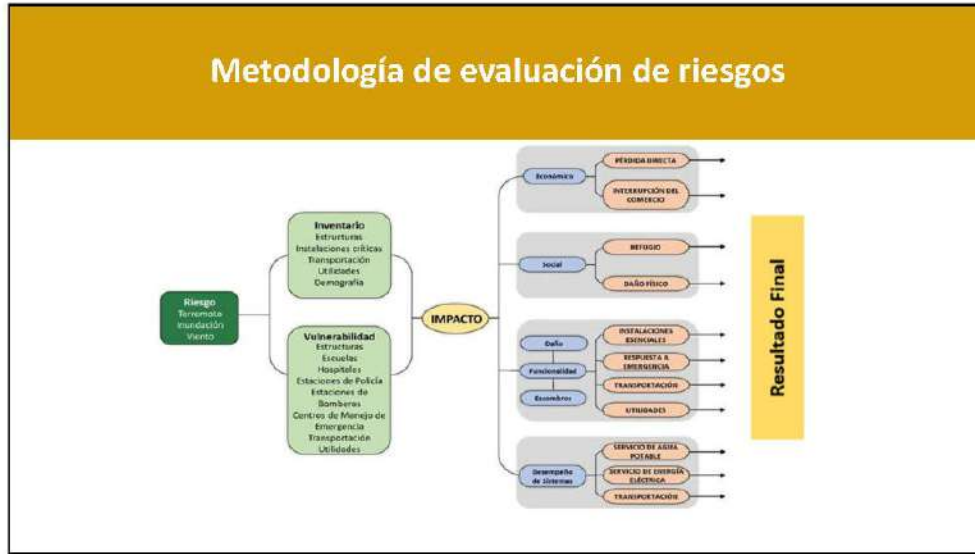 Metodología de evaluación de riesgos
Riesgo
Terremoto
Inundación
Viento
Inventario
Estructuras
Instalaciones críticas
Transportación
Utilidades
Demografía
Vulnerabilidad
Estructuras
Escuelas
Hospitales
Estaciones de Policía
Estaciones de
Bomberos
Centros de Manejo de
Emergencia
Transportación
Utilidades
IMPACTO
Económico
PÉRDIDA DIRECTA
INTERRUPCIÓN DEL
COMERCIO
Social
REFUGIO
DAÑO FÍSICO
Daño
Funcionalidad
Escombros
INSTALACIONES
ESENCIALES
RESPUESTA A
EMERGENCIA
TRANSPORTACIÓN
UTILIDADES
Desempeño
de Sistemas
SERVICIO DE AGUA
POTABLE
SERVICIO DE ENERGÍA
ELÉCTRICA
TRANSPORTACIÓN
Resultado Final